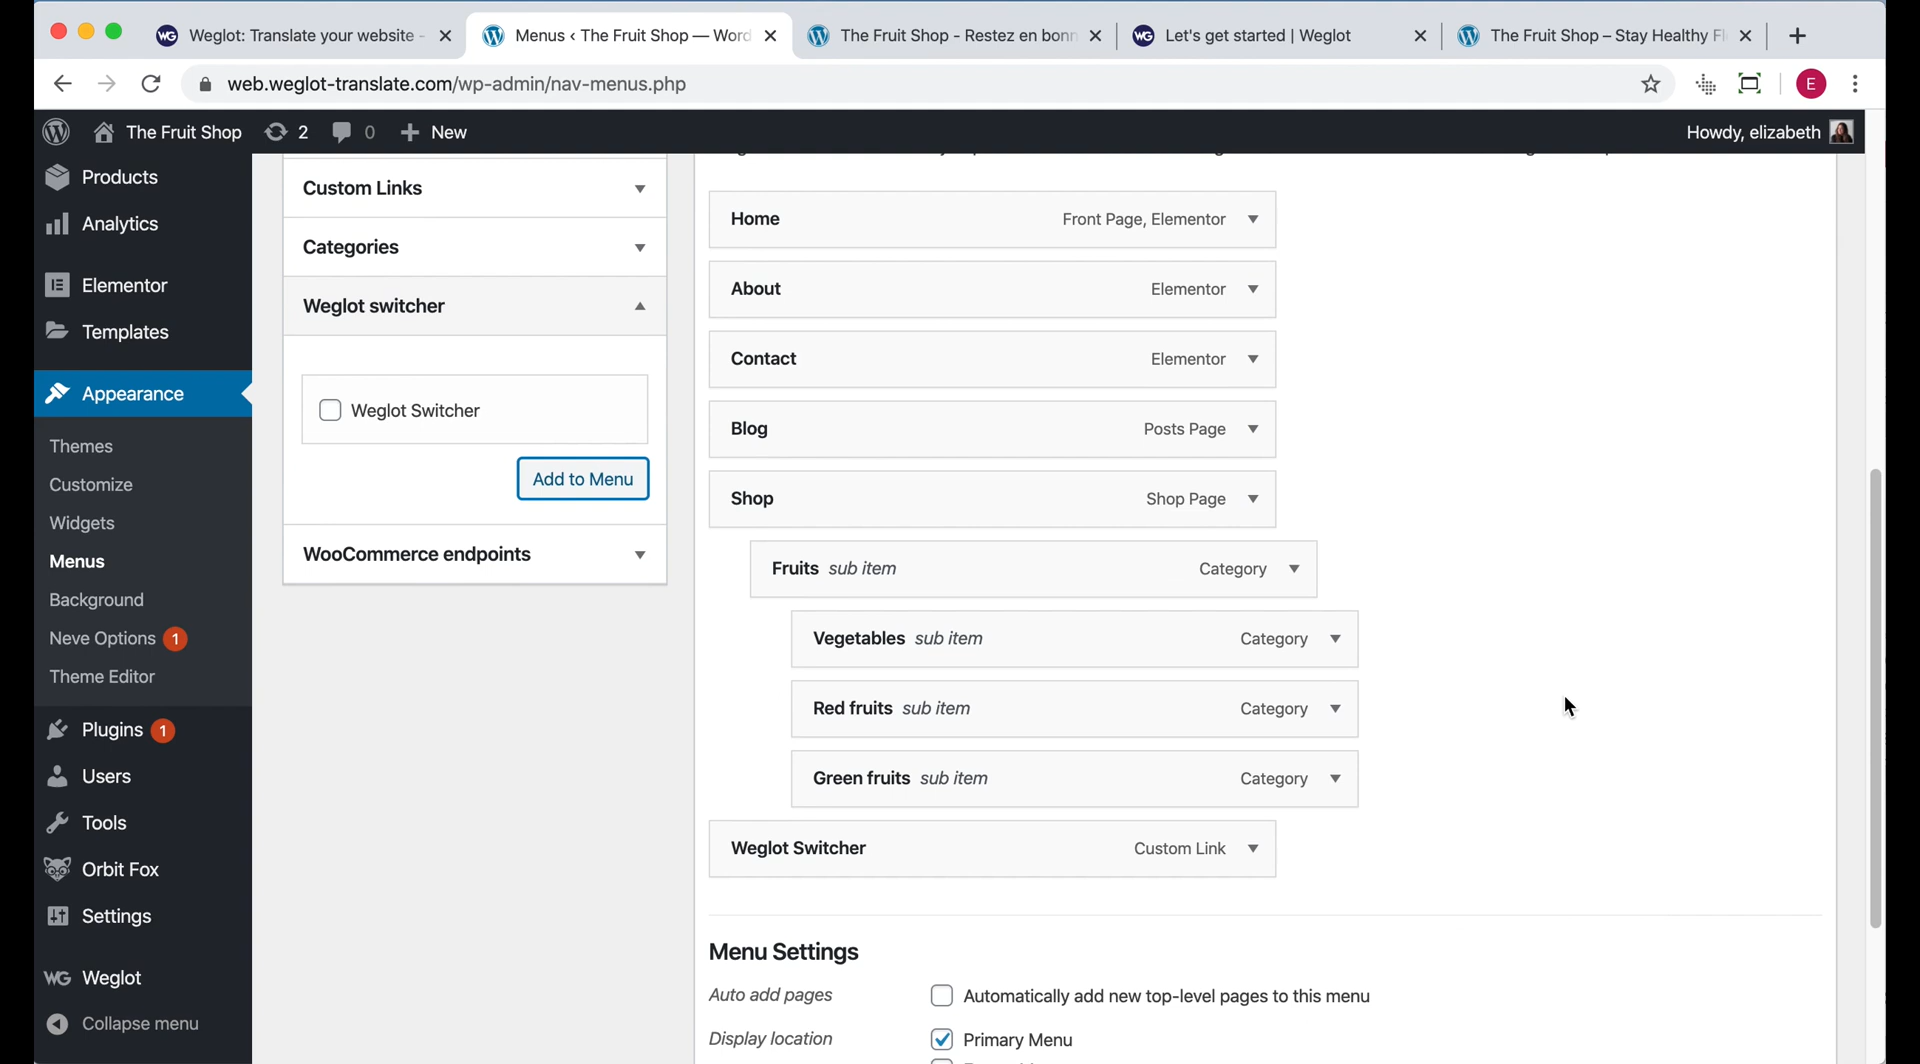 Weglot: Translate your website -
Menus ‹ The Fruit Shop — Word
The Fruit Shop - Restez en bonn
Let's get started | Weglot
The Fruit Shop – Stay Healthy Fl
web.weglot-translate.com/wp-admin/nav-menus.php
E
The Fruit Shop
2
0
New
Howdy, elizabeth
Products
Analytics
Elementor
Templates
Appearance
Themes
Customize
Widgets
Menus
Background
Neve Options 1
Theme Editor
Plugins 1
Users
Tools
Orbit Fox
Settings
WG Weglot
Collapse menu
Custom Links
Categories
Weglot switcher
Weglot Switcher
Add to Menu
WooCommerce endpoints
Home Front Page, Elementor
About Elementor
Contact Elementor
Blog Posts Page
Shop Shop Page
Fruits sub item Category
Vegetables sub item Category
Red fruits sub item Category
Green fruits sub item Category
Weglot Switcher Custom Link
Menu Settings
Auto add pages Automatically add new top-level pages to this menu
Display location Primary Menu